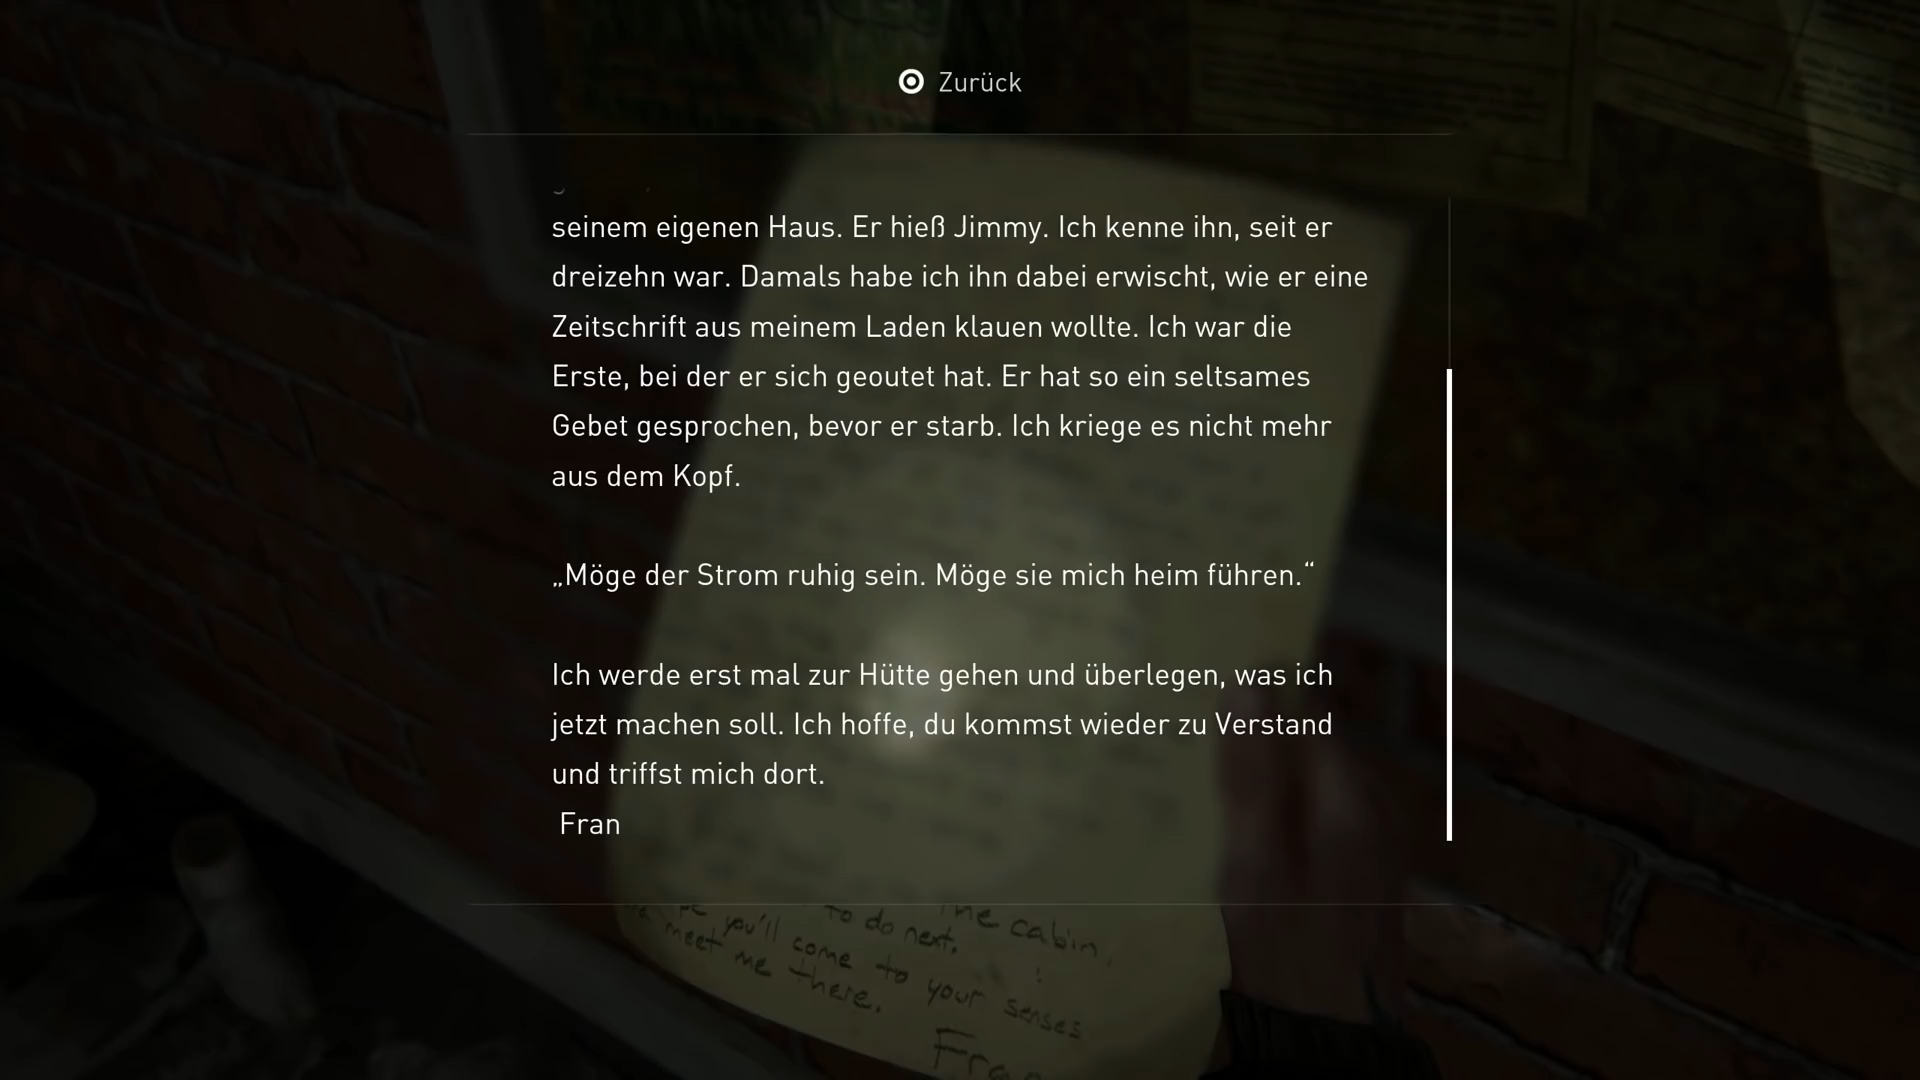 Zurück
seinem eigenen Haus. Er hieß Jimmy. Ich kenne ihn, seit er
dreizehn war. Damals habe ich ihn dabei erwischt, wie er eine
Zeitschrift aus meinem Laden klauen wollte. Ich war die
Erste, bei der er sich geoutet hat. Er hat so ein seltsames
Gebet gesprochen, bevor er starb. Ich kriege es nicht mehr
aus dem Kopf.
„Möge der Strom ruhig sein. Möge sie mich heim führen.“
Ich werde erst mal zur Hütte gehen und überlegen, was ich
jetzt machen soll. Ich hoffe, du kommst wieder zu Verstand
und triffst mich dort.
Fran
the cabin,
to do next.
you'll come to your senses
meet me there.
Fran